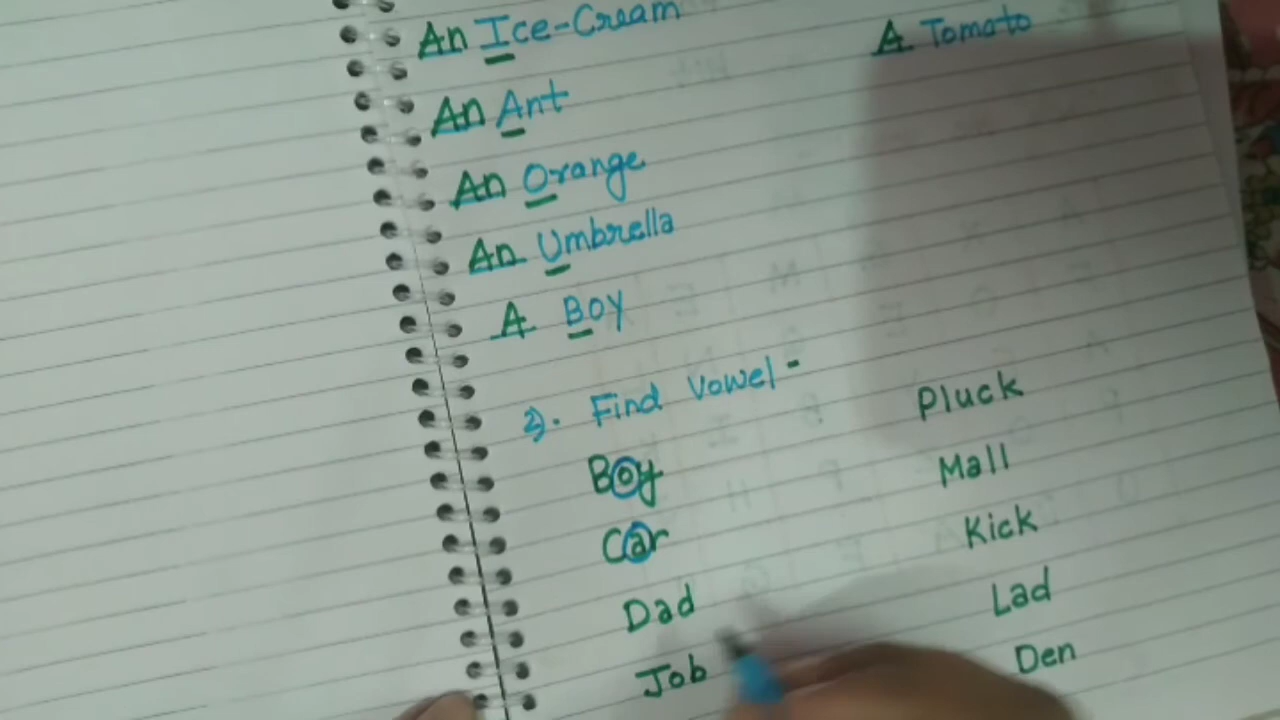 An Ice-Cream
A Tomato
An Ant
An Orange
An Umbrella
A Boy
2). Find Vowel -
Boy
Pluck
Car
Mall
Dad
Kick
Job
Lad
Den